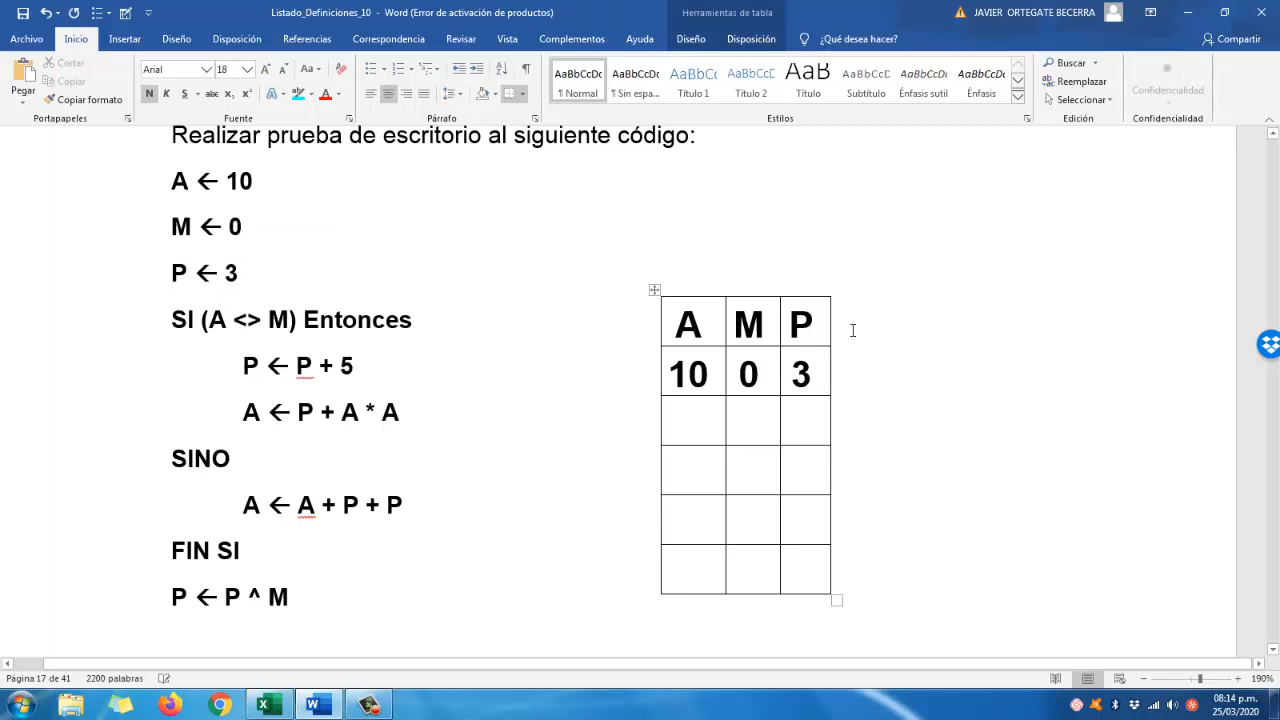 Listado_Definiciones_10 - Word (Error de activación de productos)
Herramientas de tabla
JAVIER ORTEGATE BECERRA
Archivo Inicio Insertar Diseño Disposición Referencias Correspondencia Revisar Vista Complementos Ayuda Diseño Disposición ¿Qué desea hacer? Compartir
Pegar
Cortar
Copiar
Copiar formato
Portapapeles
Arial 18
N K S abc x₂ x²
Fuente
Párrafo
AaBbCcDc AaBbCcDc AaBbCc AaBbCcD AaB AaBbCcD AaBbCcDc AaBbCcDc
¶ Normal ¶ Sin espa... Título 1 Título 2 Título Subtítulo Énfasis sutil Énfasis
Estilos
Buscar
Reemplazar
Seleccionar
Edición
Confidencialidad
Confidencialidad
Realizar prueba de escritorio al siguiente código:
A ← 10
M ← 0
P ← 3
SI (A <> M) Entonces
P ← P + 5
A ← P + A * A
SINO
A ← A + P + P
FIN SI
P ← P ^ M
A M P
10 0 3
Página 17 de 41 2200 palabras
190%
08:14 p.m.
25/03/2020